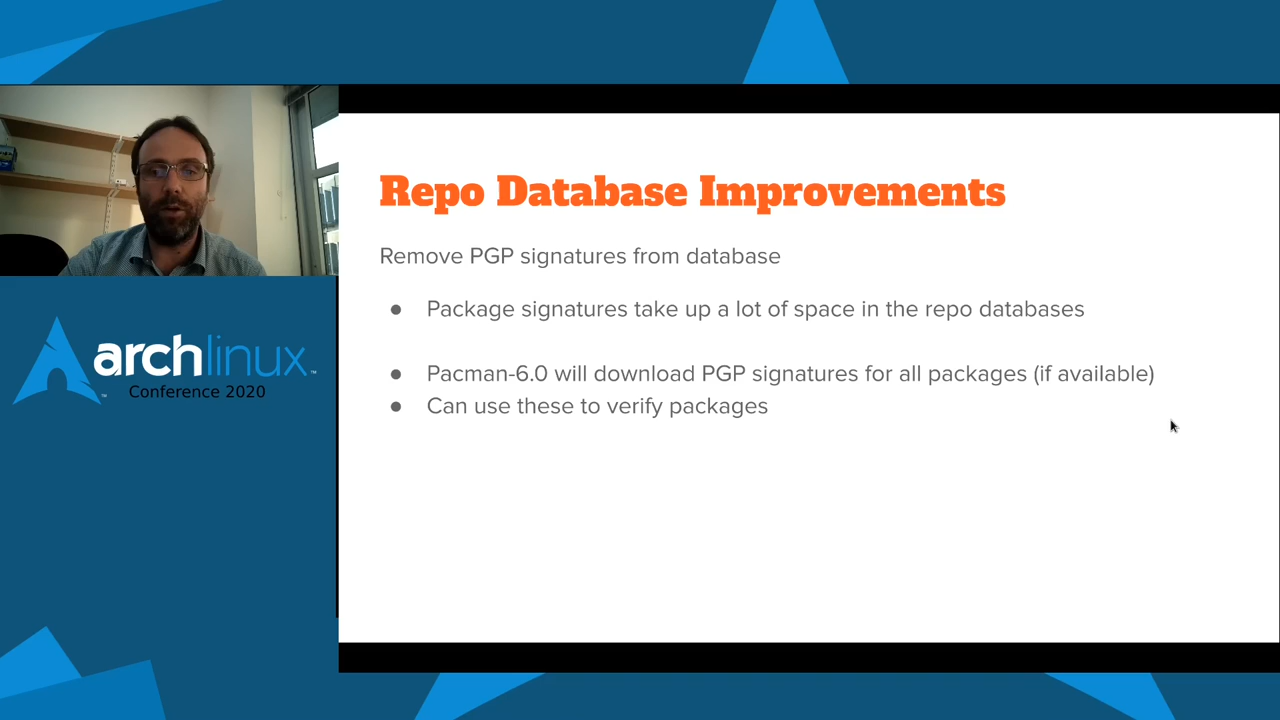 Repo Database Improvements
Remove PGP signatures from database
● Package signatures take up a lot of space in the repo databases
● Pacman-6.0 will download PGP signatures for all packages (if available)
● Can use these to verify packages
archlinux™
Conference 2020